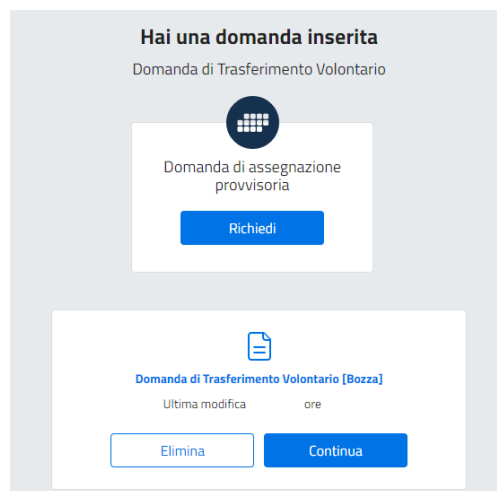 Hai una domanda inserita
Domanda di Trasferimento Volontario
Domanda di assegnazione
provvisoria
Richiedi
Domanda di Trasferimento Volontario [Bozza]
Ultima modifica ore
Elimina
Continua